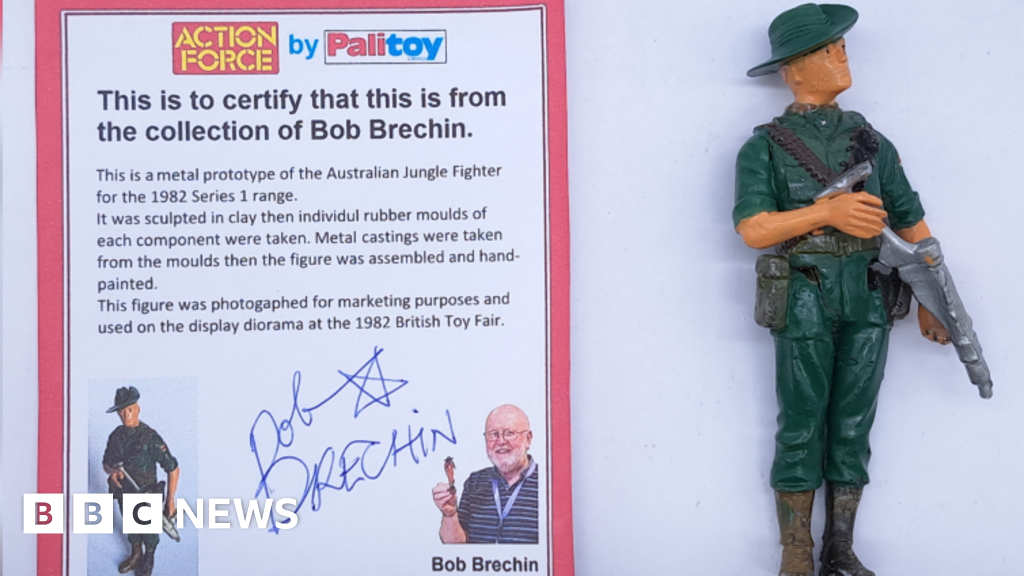 ACTION FORCE by Palitoy
This is to certify that this is from
the collection of Bob Brechin.
This is a metal prototype of the Australian Jungle Fighter
for the 1982 Series 1 range.
It was sculpted in clay then individul rubber moulds of
each component were taken. Metal castings were taken
from the moulds then the figure was assembled and hand-
painted.
This figure was photogaphed for marketing purposes and
used on the display diorama at the 1982 British Toy Fair.
Bob
BRECHIN
BBC NEWS
Bob Brechin